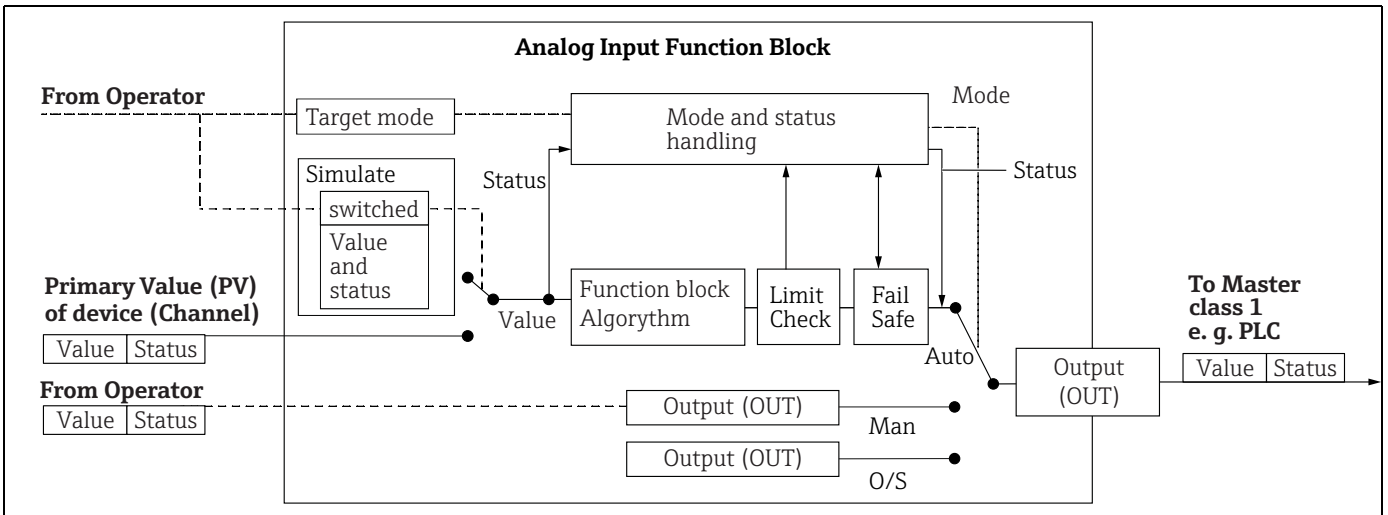 Analog Input Function Block
From Operator
Target mode
Mode and status
handling
Mode
Simulate
switched
Value
and
status
Status
Status
Primary Value (PV)
of device (Channel)
Value Status
Value
Function block
Algorythm
Limit
Check
Fail
Safe
Auto
To Master
class 1
e. g. PLC
Value Status
Output
(OUT)
From Operator
Value Status
Output (OUT)
Man
Output (OUT)
O/S